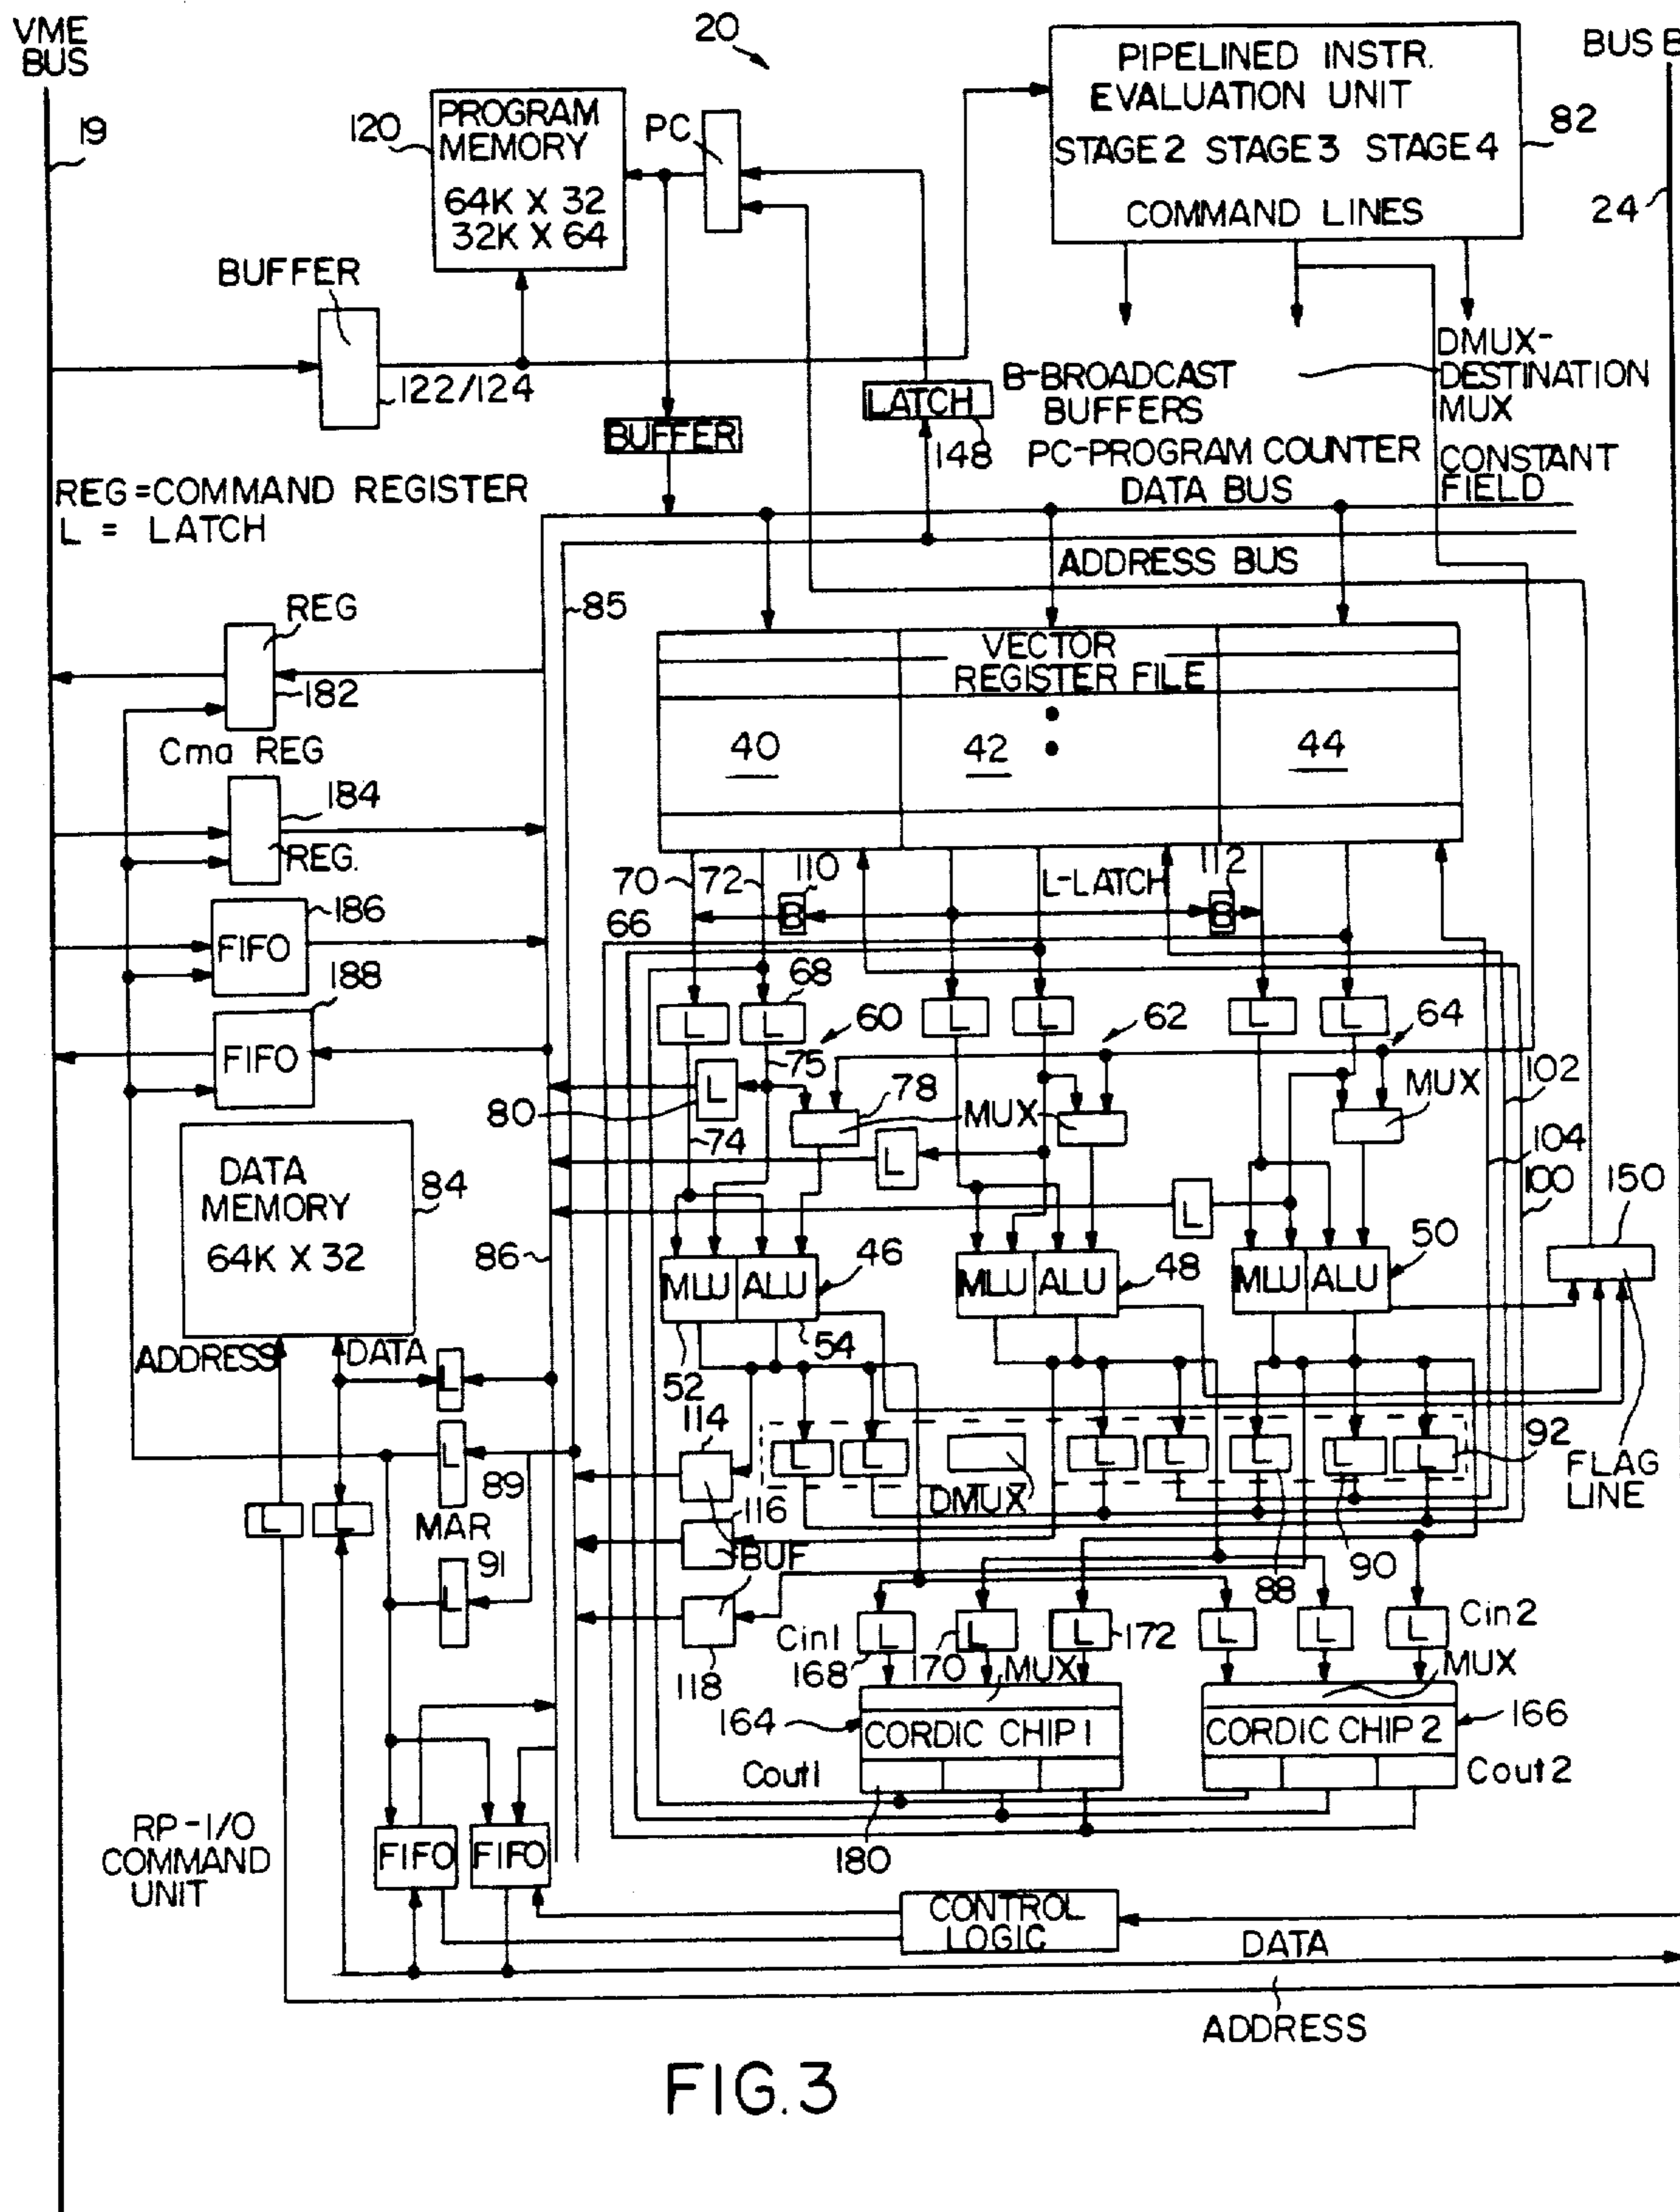 VME
BUS
20
BUS B
19
120
PROGRAM
MEMORY
64K X 32
32K X 64
PC
PIPELINED INSTR.
EVALUATION UNIT
STAGE 2 STAGE 3 STAGE 4
COMMAND LINES
82
24
BUFFER
122/124
BUFFER
LATCH
148
B-BROADCAST
BUFFERS
DMUX-
DESTINATION
MUX
PC-PROGRAM COUNTER
DATA BUS
CONSTANT
FIELD
REG=COMMAND REGISTER
L = LATCH
ADDRESS BUS
85
REG
182
Cma REG
184
REG.
VECTOR
REGISTER FILE
40
42
44
70
72
110
L-LATCH
112
B
B
66
186
FIFO
188
FIFO
68
L
L
L
L
L
L
60
62
64
75
80
L
78
MUX
MUX
102
74
L
104
100
150
L
DATA
MEMORY
64K X 32
84
86
MLU
ALU
46
MLU
ALU
48
MLU
ALU
50
52
54
ADDRESS
DATA
L
FLAG
LINE
114
L
L
L
L
L
L
L
92
DMUX
L
89
L
L
MAR
116
BUF
88
90
91
L
118
Cin1
168
L
L
170
L
172
L
L
L
Cin2
MUX
MUX
164
CORDIC CHIP 1
CORDIC CHIP 2
166
Cout1
Cout2
180
RP-I/O
COMMAND
UNIT
FIFO
FIFO
CONTROL
LOGIC
DATA
ADDRESS
FIG.3